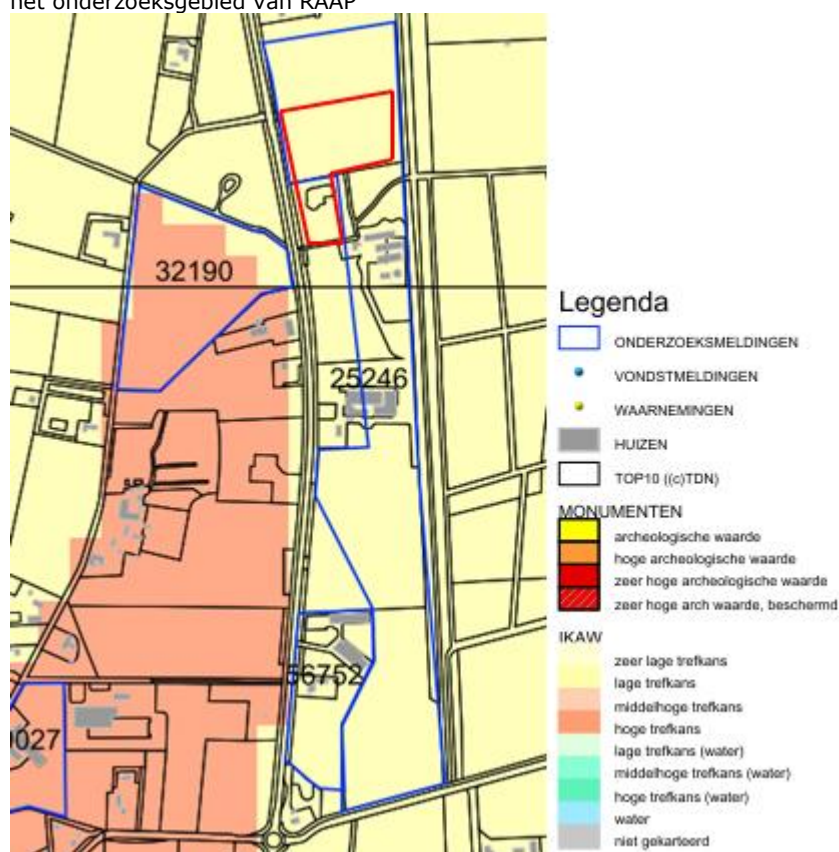 het onderzoeksgebied van RAAP
32190
25246
56752
0027
Legenda
ONDERZOEKSMELDINGEN
VONDSTMELDINGEN
WAARNEMINGEN
HUIZEN
TOP10 ((c)TDN)
MONUMENTEN
archeologische waarde
hoge archeologische waarde
zeer hoge archeologische waarde
zeer hoge arch waarde, beschermd
IKAW
zeer lage trefkans
lage trefkans
middelhoge trefkans
hoge trefkans
lage trefkans (water)
middelhoge trefkans (water)
hoge trefkans (water)
water
niet gekarteerd